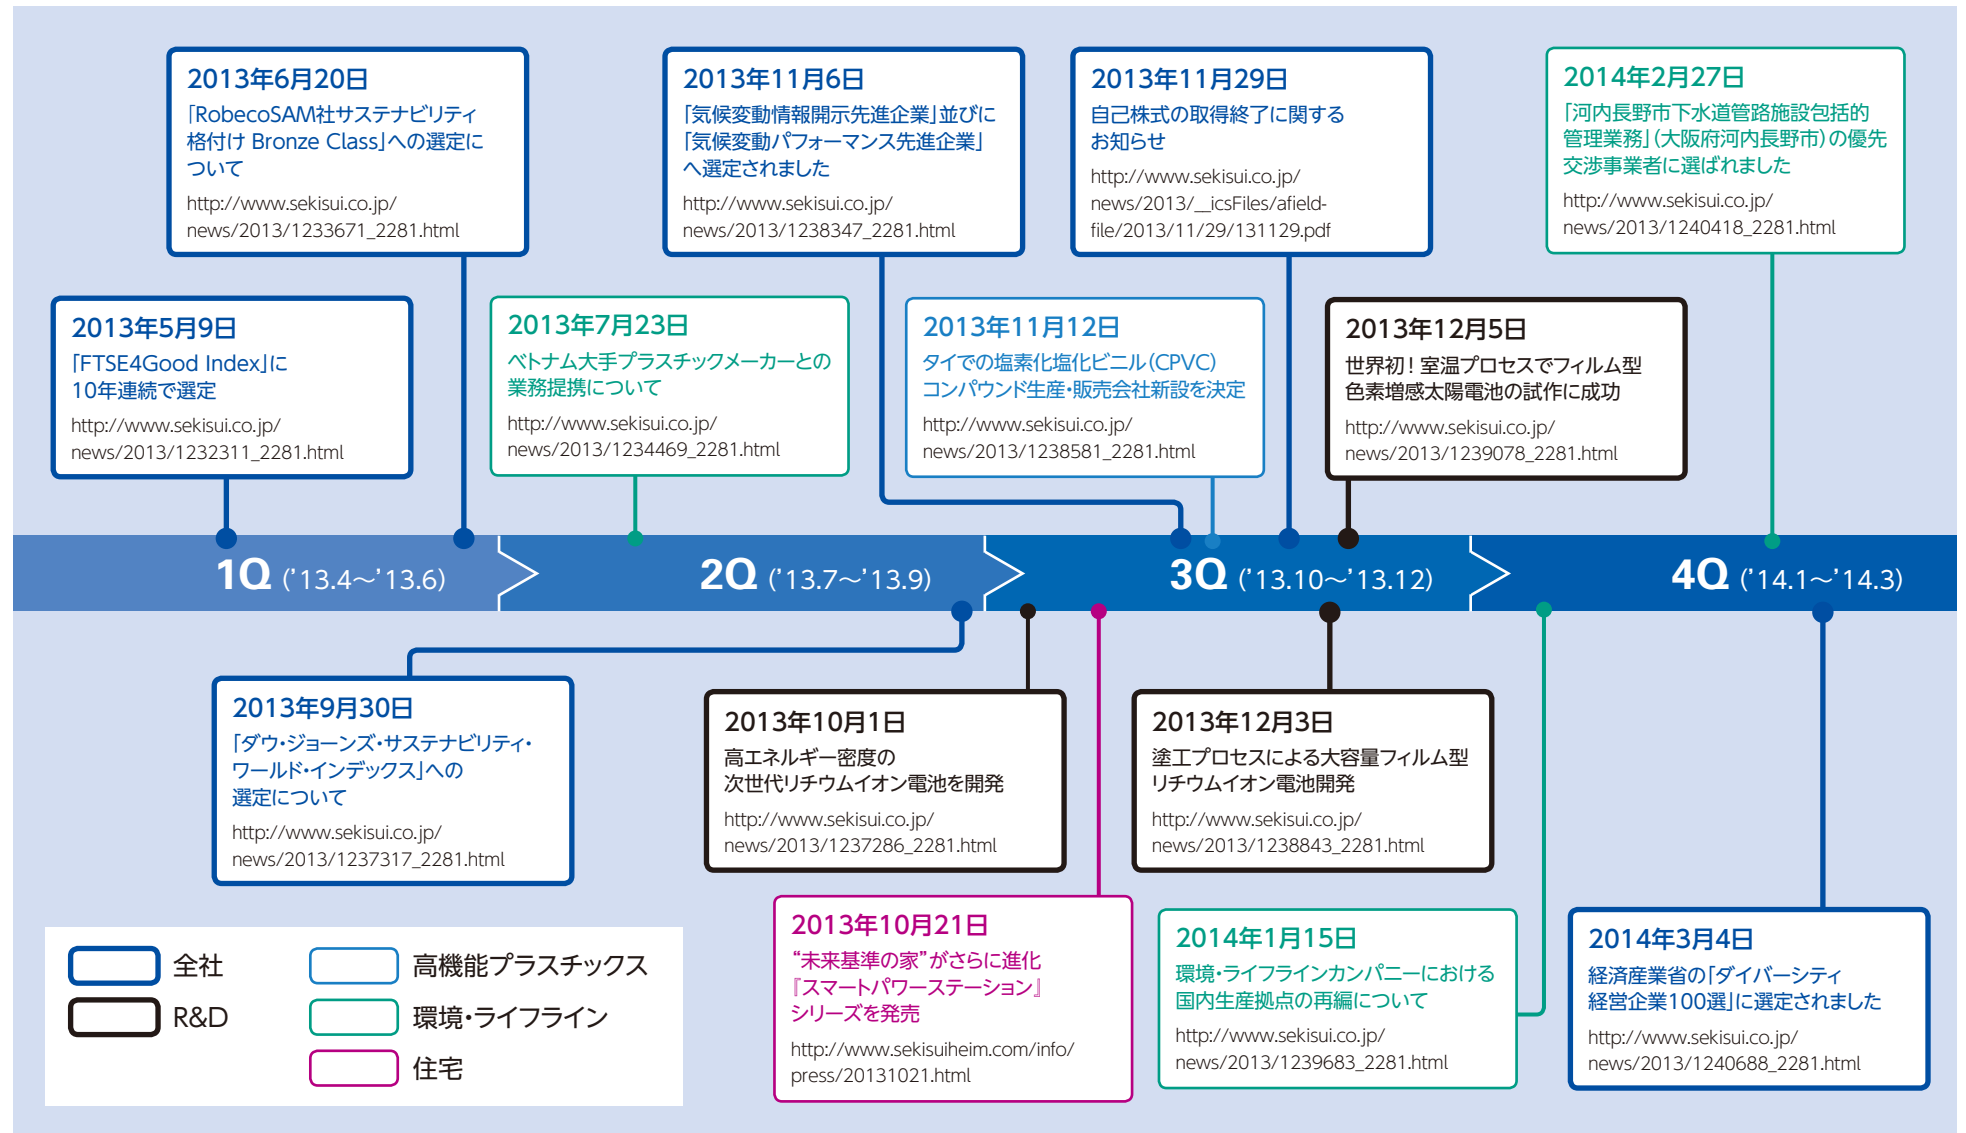 2013年6月20日
「RobecoSAM社サステナビリティ
格付け Bronze Class」への選定に
ついて
http://www.sekisui.co.jp/
news/2013/1233671_2281.html
2013年11月6日
「気候変動情報開示先進企業」並びに
「気候変動パフォーマンス先進企業」
へ選定されました
http://www.sekisui.co.jp/
news/2013/1238347_2281.html
2013年11月29日
自己株式の取得終了に関する
お知らせ
http://www.sekisui.co.jp/
news/2013/__icsFiles/afield-
file/2013/11/29/131129.pdf
2014年2月27日
「河内長野市下水道管路施設包括的
管理業務」（大阪府河内長野市）の優先
交渉事業者に選ばれました
http://www.sekisui.co.jp/
news/2013/1240418_2281.html
2013年5月9日
「FTSE4Good Index」に
10年連続で選定
http://www.sekisui.co.jp/
news/2013/1232311_2281.html
2013年7月23日
ベトナム大手プラスチックメーカーとの
業務提携について
http://www.sekisui.co.jp/
news/2013/1234469_2281.html
2013年11月12日
タイでの塩素化塩化ビニル（CPVC）
コンパウンド生産・販売会社新設を決定
http://www.sekisui.co.jp/
news/2013/1238581_2281.html
2013年12月5日
世界初！室温プロセスでフィルム型
色素増感太陽電池の試作に成功
http://www.sekisui.co.jp/
news/2013/1239078_2281.html
1Q （’13.4～’13.6）
2Q （’13.7～’13.9）
3Q （’13.10～’13.12）
4Q （’14.1～’14.3）
2013年9月30日
「ダウ・ジョーンズ・サステナビリティ・
ワールド・インデックス」への
選定について
http://www.sekisui.co.jp/
news/2013/1237317_2281.html
2013年10月1日
高エネルギー密度の
次世代リチウムイオン電池を開発
http://www.sekisui.co.jp/
news/2013/1237286_2281.html
2013年12月3日
塗工プロセスによる大容量フィルム型
リチウムイオン電池開発
http://www.sekisui.co.jp/
news/2013/1238843_2281.html
2013年10月21日
“未来基準の家”がさらに進化
『スマートパワーステーション』
シリーズを発売
http://www.sekisuiheim.com/info/
press/20131021.html
2014年1月15日
環境・ライフラインカンパニーにおける
国内生産拠点の再編について
http://www.sekisui.co.jp/
news/2013/1239683_2281.html
2014年3月4日
経済産業省の「ダイバーシティ
経営企業100選」に選定されました
http://www.sekisui.co.jp/
news/2013/1240688_2281.html
全社
R&D
高機能プラスチックス
環境・ライフライン
住宅